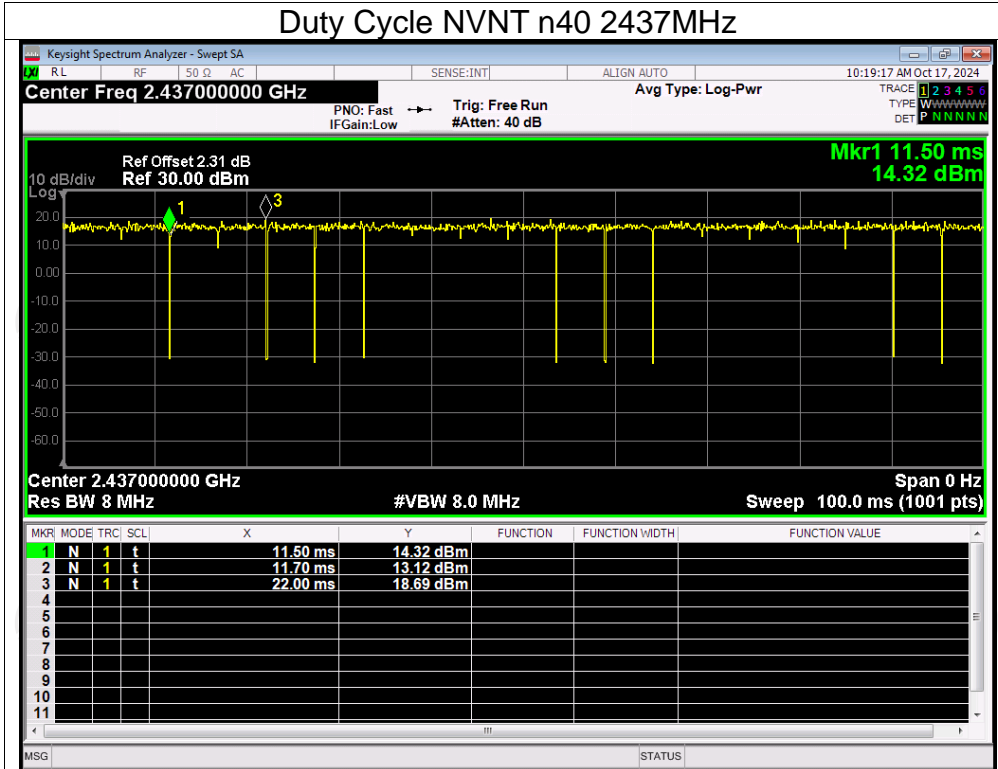 Duty Cycle NVNT n40 2437MHz
Keysight Spectrum Analyzer - Swept SA
LXI RL RF 50 Ω AC SENSE:INT ALIGN AUTO 10:19:17 AM Oct 17, 2024
Center Freq 2.437000000 GHz Avg Type: Log-Pwr TRACE 1 2 3 4 5 6
PNO: Fast Trig: Free Run TYPE WWWWWW
IFGain:Low #Atten: 40 dB DET P N N N N N
Mkr1 11.50 ms
Ref Offset 2.31 dB
10 dB/div Ref 30.00 dBm 14.32 dBm
Log
1 3
20.0
10.0
0.00
-10.0
-20.0
-30.0
-40.0
-50.0
-60.0
Center 2.437000000 GHz Span 0 Hz
Res BW 8 MHz #VBW 8.0 MHz Sweep 100.0 ms (1001 pts)
MKR MODE TRC SCL X Y FUNCTION FUNCTION WIDTH FUNCTION VALUE
1 N 1 t 11.50 ms 14.32 dBm
2 N 1 t 11.70 ms 13.12 dBm
3 N 1 t 22.00 ms 18.69 dBm
4
5
6
7
8
9
10
11
MSG STATUS